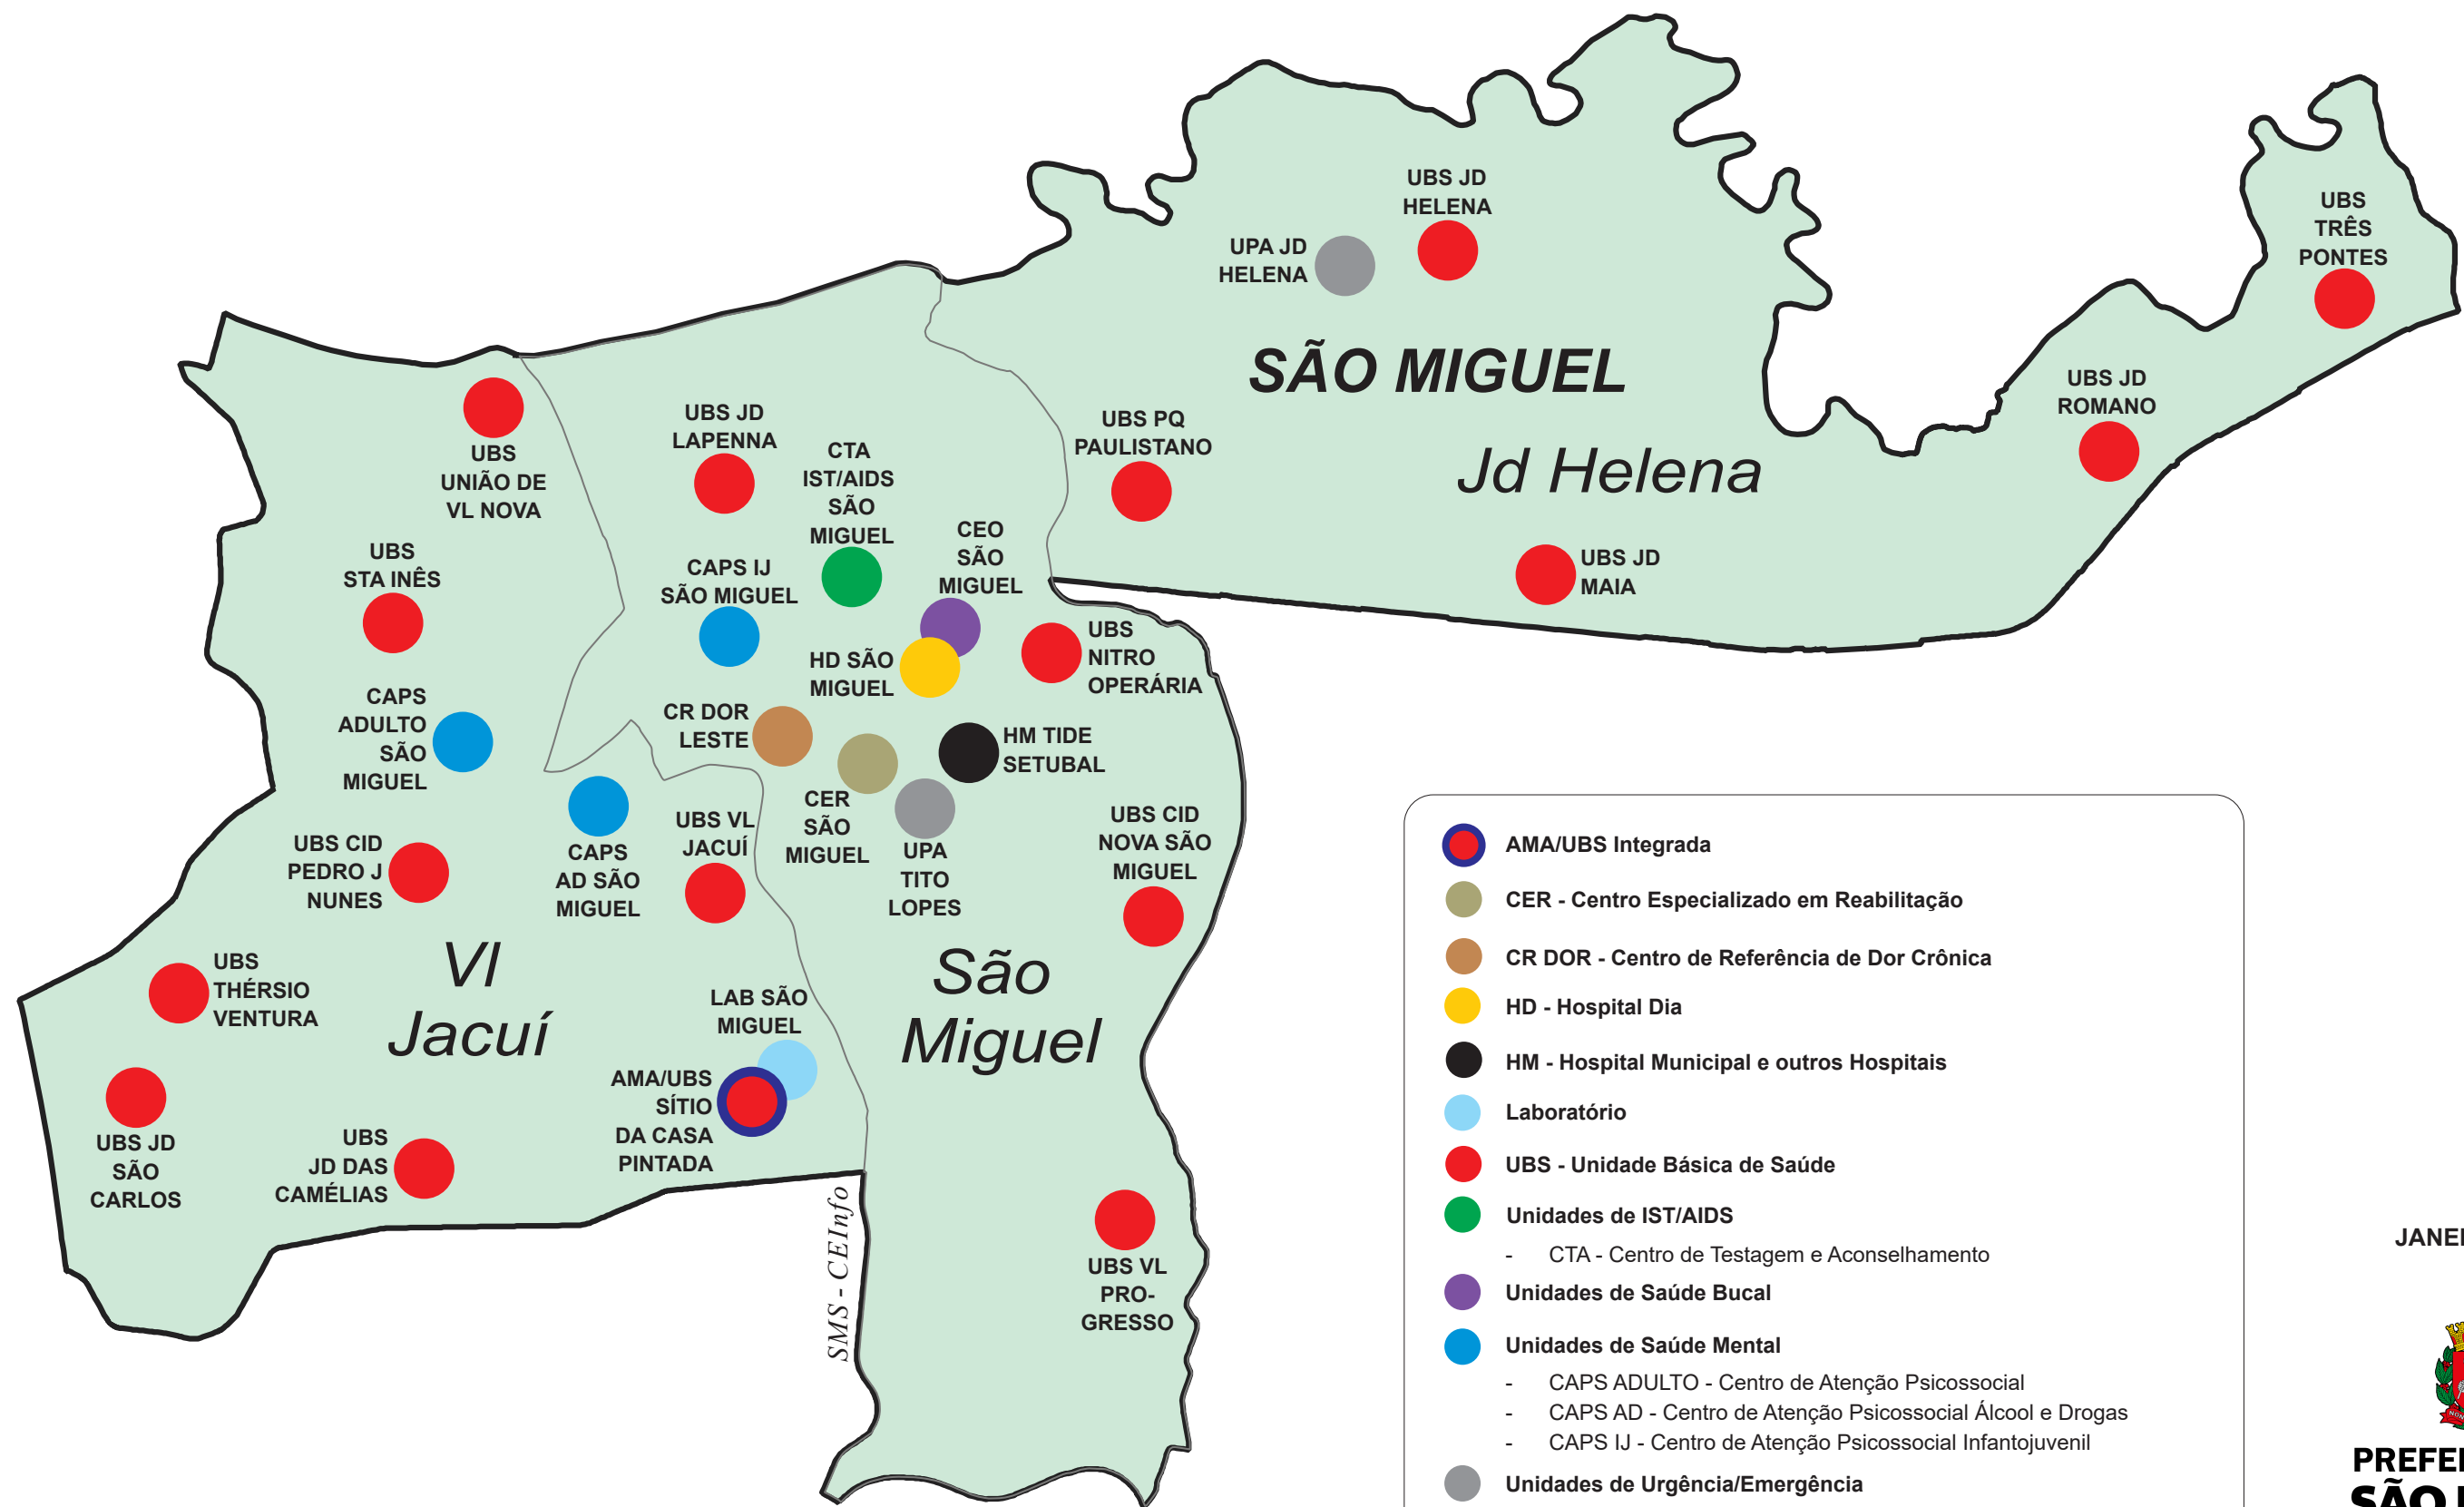 UBS JD
HELENA
UPA JD
HELENA
UBS
TRÊS
PONTES
SÃO MIGUEL
Jd Helena
UBS JD
ROMANO
UBS PQ
PAULISTANO
UBS JD
MAIA
UBS
UNIÃO DE
VL NOVA
UBS JD
LAPENNA
CTA
IST/AIDS
SÃO
MIGUEL
CEO
SÃO
MIGUEL
UBS
STA INÊS
CAPS IJ
SÃO MIGUEL
HD SÃO
MIGUEL
UBS
NITRO
OPERÁRIA
CAPS
ADULTO
SÃO
MIGUEL
CR DOR
LESTE
HM TIDE
SETUBAL
CER
SÃO
MIGUEL
UPA
TITO
LOPES
UBS CID
NOVA SÃO
MIGUEL
UBS CID
PEDRO J
NUNES
CAPS
AD SÃO
MIGUEL
UBS VL
JACUÍ
UBS
THÉRSIO
VENTURA
Vl
Jacuí
São
Miguel
LAB SÃO
MIGUEL
AMA/UBS
SÍTIO
DA CASA
PINTADA
UBS JD
SÃO
CARLOS
UBS
JD DAS
CAMÉLIAS
UBS VL
PRO-
GRESSO
SMS - CEInfo
AMA/UBS Integrada
CER - Centro Especializado em Reabilitação
CR DOR - Centro de Referência de Dor Crônica
HD - Hospital Dia
HM - Hospital Municipal e outros Hospitais
Laboratório
UBS - Unidade Básica de Saúde
Unidades de IST/AIDS
- CTA - Centro de Testagem e Aconselhamento
Unidades de Saúde Bucal
Unidades de Saúde Mental
- CAPS ADULTO - Centro de Atenção Psicossocial
- CAPS AD - Centro de Atenção Psicossocial Álcool e Drogas
- CAPS IJ - Centro de Atenção Psicossocial Infantojuvenil
Unidades de Urgência/Emergência
SÃO